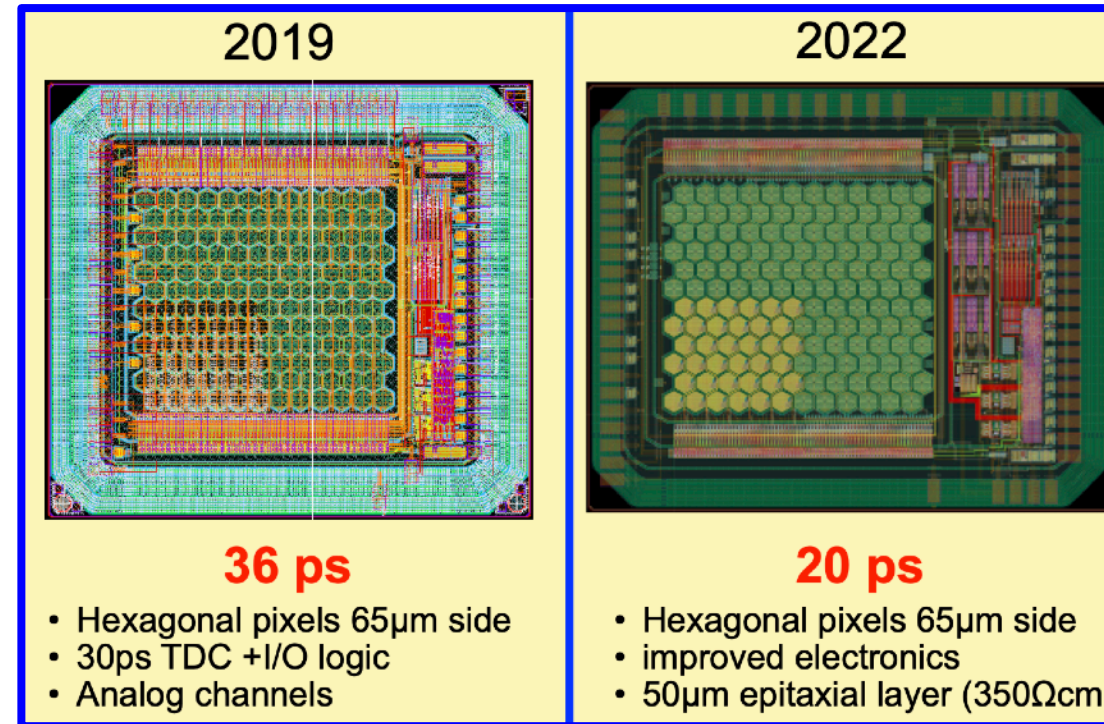 2019
36 ps
• Hexagonal pixels 65µm side
• 30ps TDC +I/O logic
• Analog channels
2022
20 ps
• Hexagonal pixels 65µm side
• improved electronics
• 50µm epitaxial layer (350Ωcm